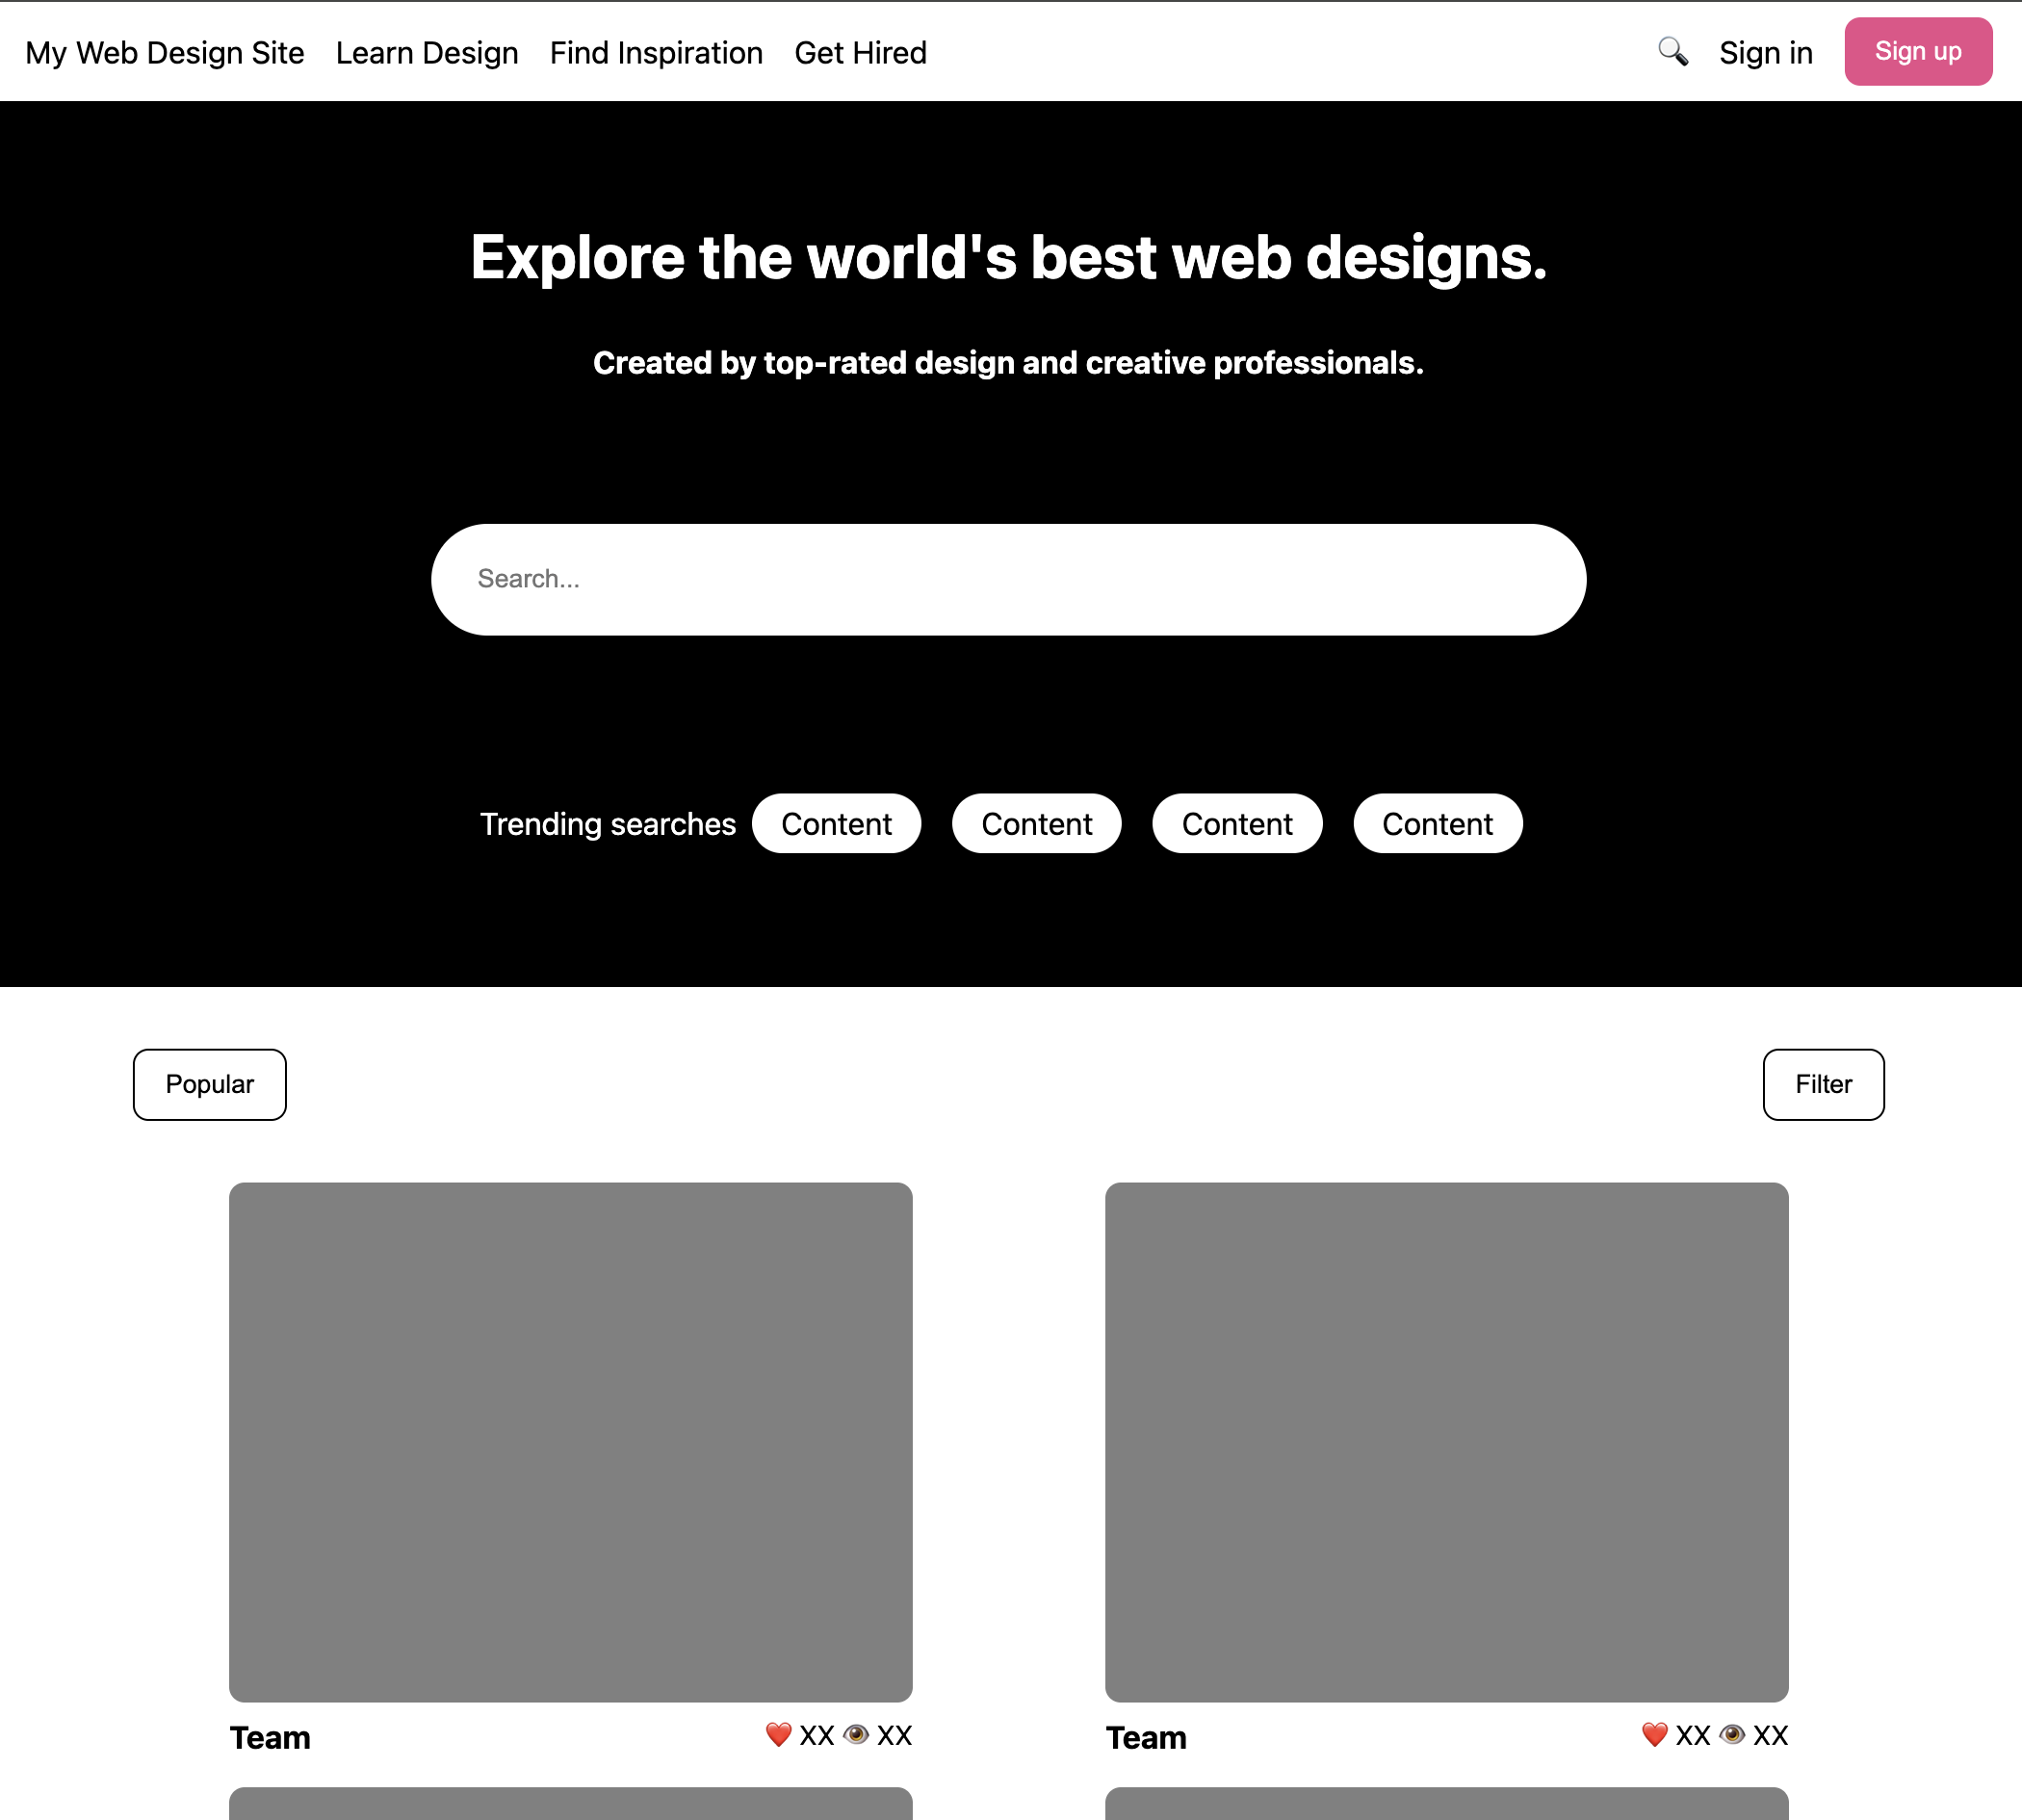 My Web Design Site Learn Design Find Inspiration Get Hired 🔍 Sign in Sign up
Explore the world's best web designs.
Created by top-rated design and creative professionals.
Search...
Trending searches Content Content Content Content
Popular Filter
Team ❤️ XX 👁️ XX Team ❤️ XX 👁️ XX